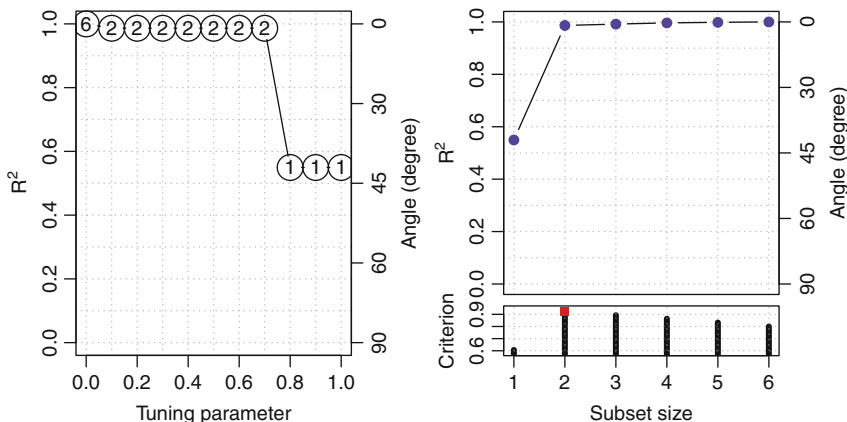 1.0
0.8
0.6
0.4
0.2
0.0
R²
6 2 2 2 2 2 2 2
1 1 1
0
30
45
60
90
Angle (degree)
0.0 0.2 0.4 0.6 0.8 1.0
Tuning parameter
1.0
0.8
0.6
0.4
0.2
0.0
R²
0
30
45
60
90
Angle (degree)
Criterion
0.9
0.6
1 2 3 4 5 6
Subset size